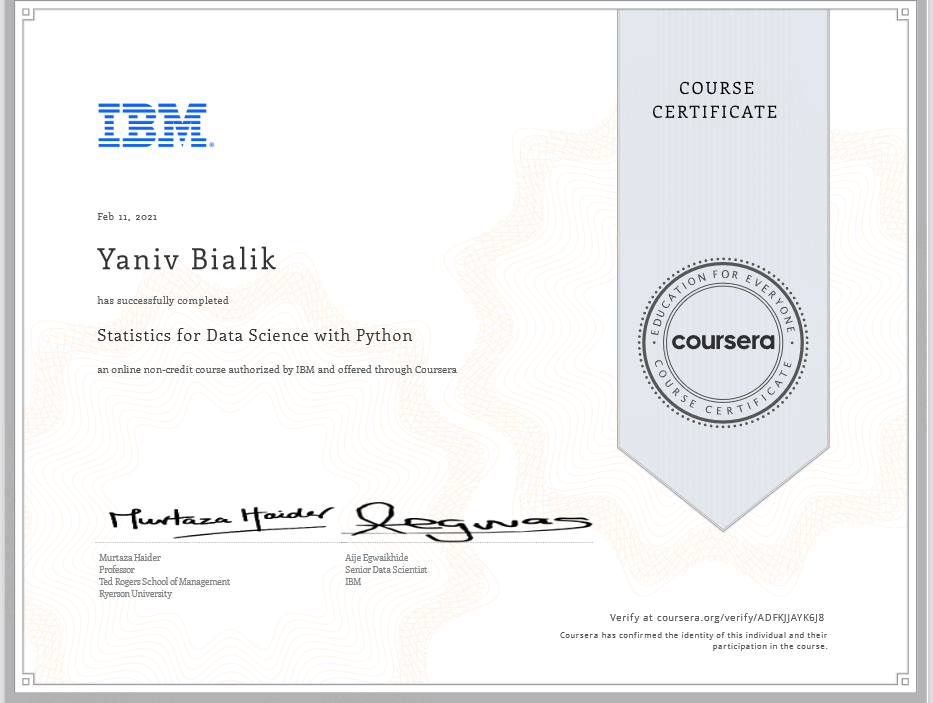 COURSE
CERTIFICATE
IBM®
Feb 11, 2021
Yaniv Bialik
has successfully completed
Statistics for Data Science with Python
an online non-credit course authorized by IBM and offered through Coursera
EDUCATION FOR EVERYONE
coursera
COURSE CERTIFICATE
Murtaza Haider
Egwas
Murtaza Haider
Professor
Ted Rogers School of Management
Ryerson University
Aije Egwaikhide
Senior Data Scientist
IBM
Verify at coursera.org/verify/ADFKJJAYK6J8
Coursera has confirmed the identity of this individual and their
participation in the course.